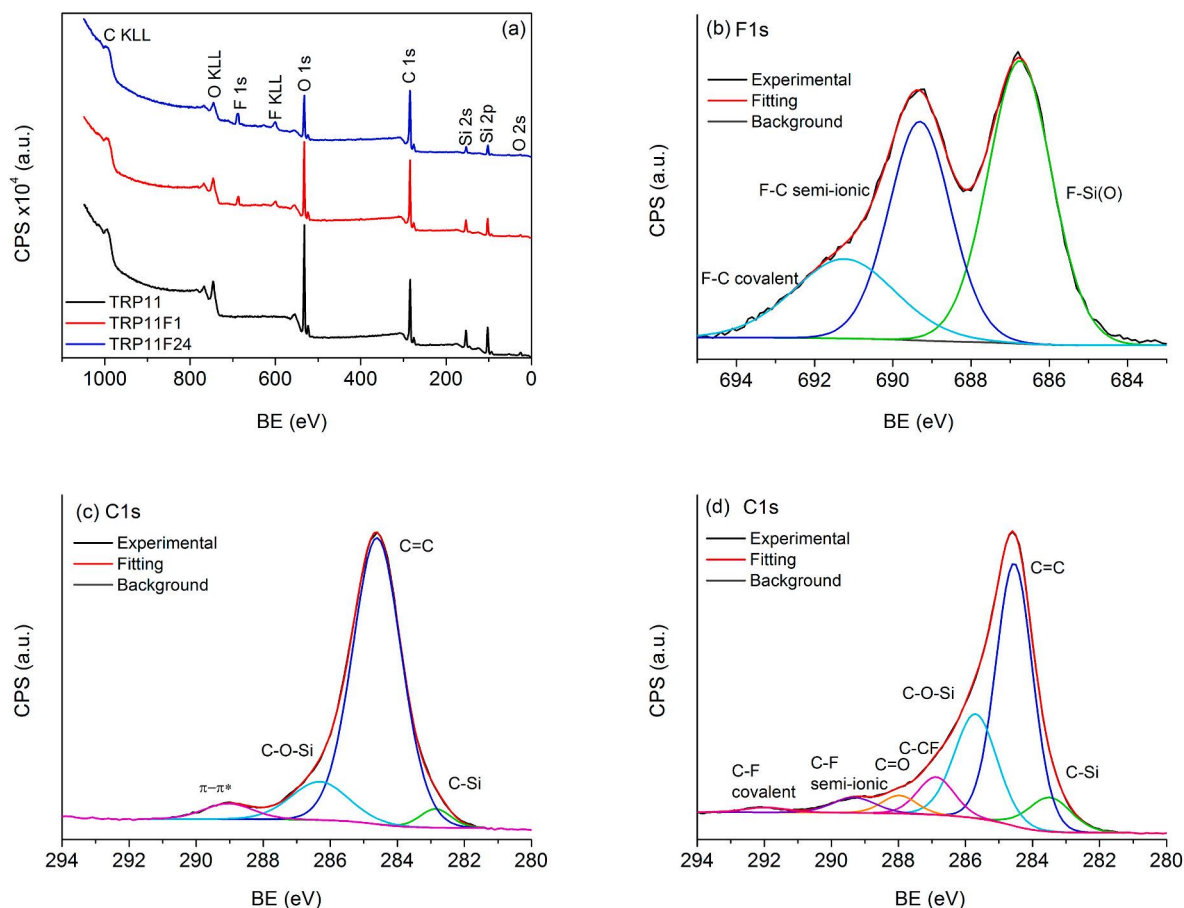 (a)
C KLL
O KLL
F 1s
F KLL
O 1s
C 1s
Si 2s
Si 2p
O 2s
TRP11
TRP11F1
TRP11F24
CPS x10⁴ (a.u.)
1000 800 600 400 200 0
BE (eV)
(b) F1s
Experimental
Fitting
Background
F-C semi-ionic
F-Si(O)
F-C covalent
CPS (a.u.)
694 692 690 688 686 684
BE (eV)
(c) C1s
Experimental
Fitting
Background
C=C
C-O-Si
C-Si
π−π*
CPS (a.u.)
294 292 290 288 286 284 282 280
BE (eV)
(d) C1s
Experimental
Fitting
Background
C=C
C-O-Si
C-CF
C=O
C-F
semi-ionic
C-F
covalent
C-Si
CPS (a.u.)
294 292 290 288 286 284 282 280
BE (eV)